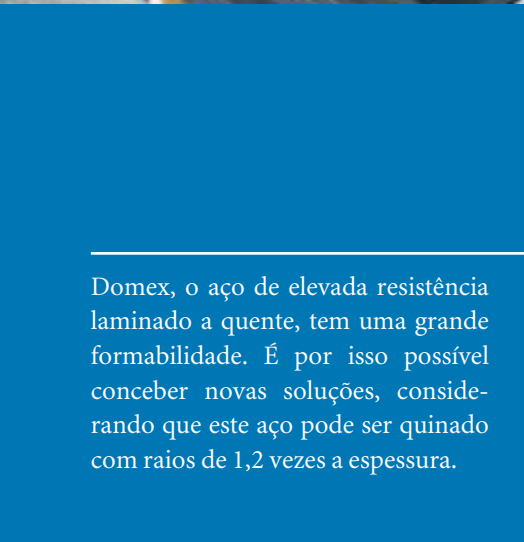 Domex, o aço de elevada resistência
laminado a quente, tem uma grande
formabilidade. É por isso possível
conceber novas soluções, conside-
rando que este aço pode ser quinado
com raios de 1,2 vezes a espessura.